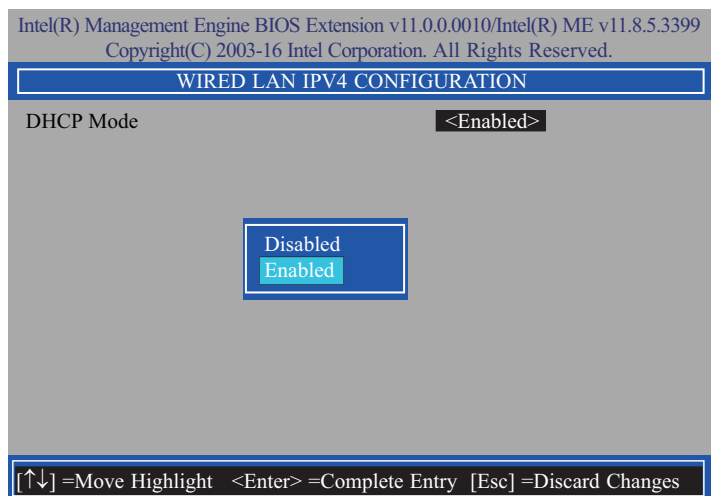 Intel(R) Management Engine BIOS Extension v11.0.0.0010/Intel(R) ME v11.8.5.3399
Copyright(C) 2003-16 Intel Corporation. All Rights Reserved.
WIRED LAN IPV4 CONFIGURATION
DHCP Mode <Enabled>
Disabled
Enabled
[↑↓] =Move Highlight <Enter> =Complete Entry [Esc] =Discard Changes